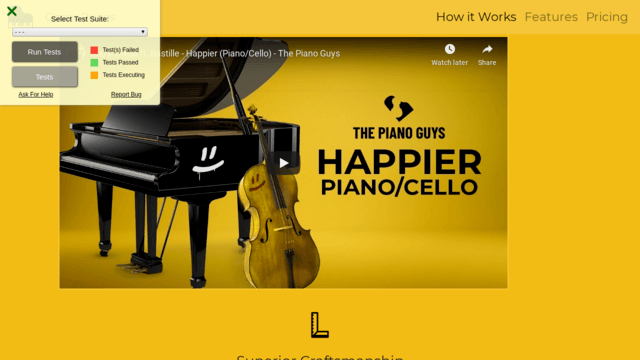 Select Test Suite:
- - -
Run Tests
Tests
Test(s) Failed
Tests Passed
Tests Executing
Ask For Help
Report Bug
How it Works
Features
Pricing
stille - Happier (Piano/Cello) - The Piano Guys
Watch later
Share
THE PIANO GUYS
HAPPIER
PIANO/CELLO
Superior Craftsmanship